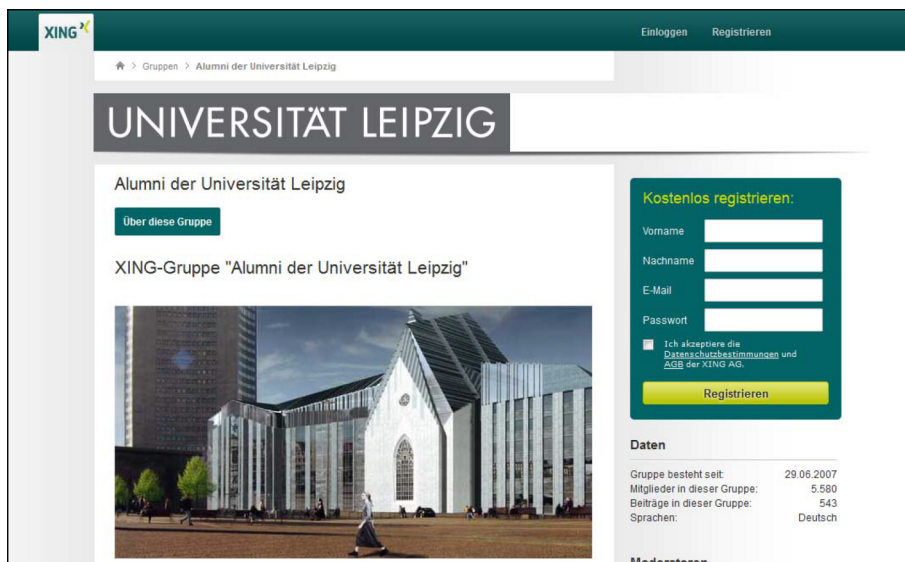 XING
Einloggen Registrieren
> Gruppen > Alumni der Universität Leipzig
UNIVERSITÄT LEIPZIG
Alumni der Universität Leipzig
Über diese Gruppe
XING-Gruppe "Alumni der Universität Leipzig"
Kostenlos registrieren:
Vorname
Nachname
E-Mail
Passwort
Ich akzeptiere die
Datenschutzbestimmungen und
AGB der XING AG.
Registrieren
Daten
Gruppe besteht seit: 29.06.2007
Mitglieder in dieser Gruppe: 5.580
Beiträge in dieser Gruppe: 543
Sprachen: Deutsch
Moderatoren